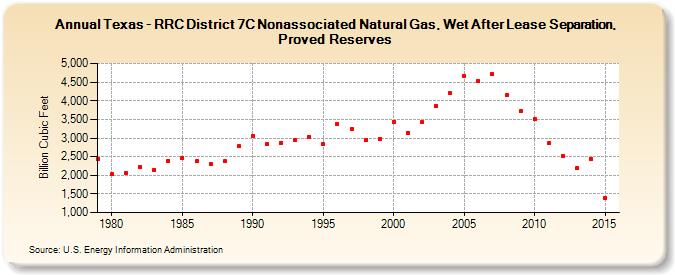 Annual Texas - RRC District 7C Nonassociated Natural Gas, Wet After Lease Separation,
Proved Reserves
Billion Cubic Feet
5,000
4,500
4,000
3,500
3,000
2,500
2,000
1,500
1,000
1980 1985 1990 1995 2000 2005 2010 2015
Source: U.S. Energy Information Administration